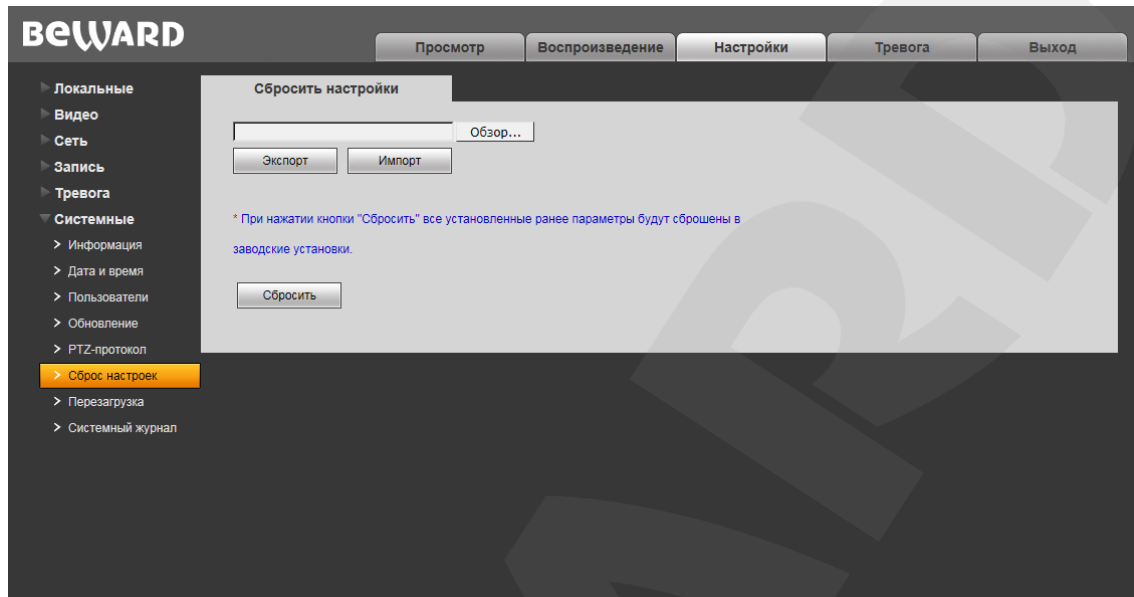 BEWARD
Просмотр
Воспроизведение
Настройки
Тревога
Выход
Локальные
Видео
Сеть
Запись
Тревога
Системные
Информация
Дата и время
Пользователи
Обновление
PTZ-протокол
Сброс настроек
Перезагрузка
Системный журнал
Сбросить настройки
Обзор...
Экспорт
Импорт
* При нажатии кнопки "Сбросить" все установленные ранее параметры будут сброшены в
заводские установки.
Сбросить